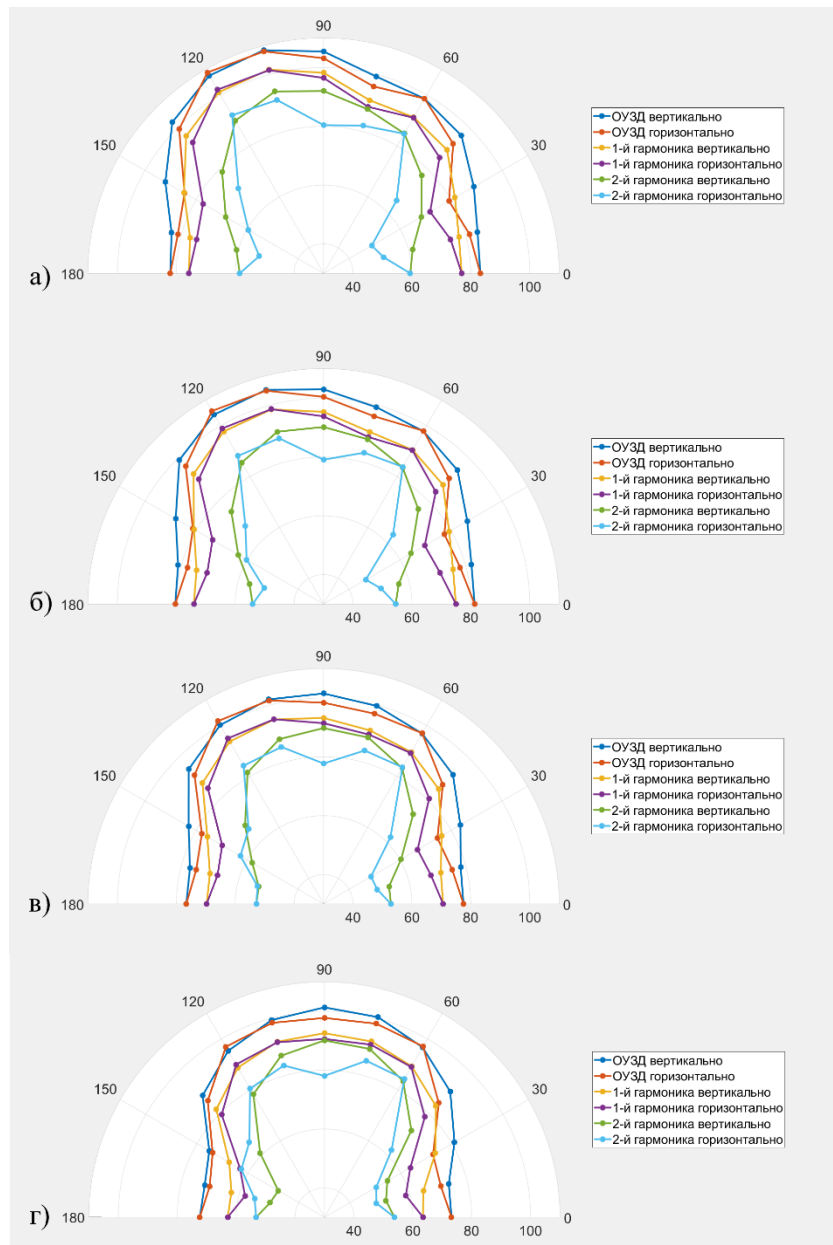 90
120
60
150
30
ОУЗД вертикально
ОУЗД горизонтально
1-й гармоника вертикально
1-й гармоника горизонтально
2-й гармоника вертикально
2-й гармоника горизонтально
а) 180
40 60 80 100
0
90
120
60
150
30
ОУЗД вертикально
ОУЗД горизонтально
1-й гармоника вертикально
1-й гармоника горизонтально
2-й гармоника вертикально
2-й гармоника горизонтально
б) 180
40 60 80 100
0
90
120
60
150
30
ОУЗД вертикально
ОУЗД горизонтально
1-й гармоника вертикально
1-й гармоника горизонтально
2-й гармоника вертикально
2-й гармоника горизонтально
в) 180
40 60 80 100
0
90
120
60
150
30
ОУЗД вертикально
ОУЗД горизонтально
1-й гармоника вертикально
1-й гармоника горизонтально
2-й гармоника вертикально
2-й гармоника горизонтально
г) 180
40 60 80 100
0